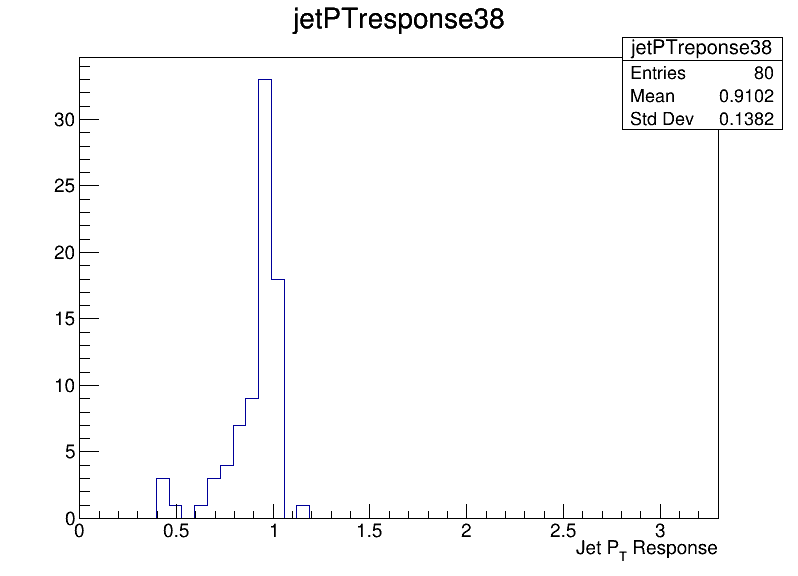 jetPTresponse38
jetPTreponse38
Entries 80
Mean 0.9102
Std Dev 0.1382
30
25
20
15
10
5
0
0 0.5 1 1.5 2 2.5 3
Jet PT Response